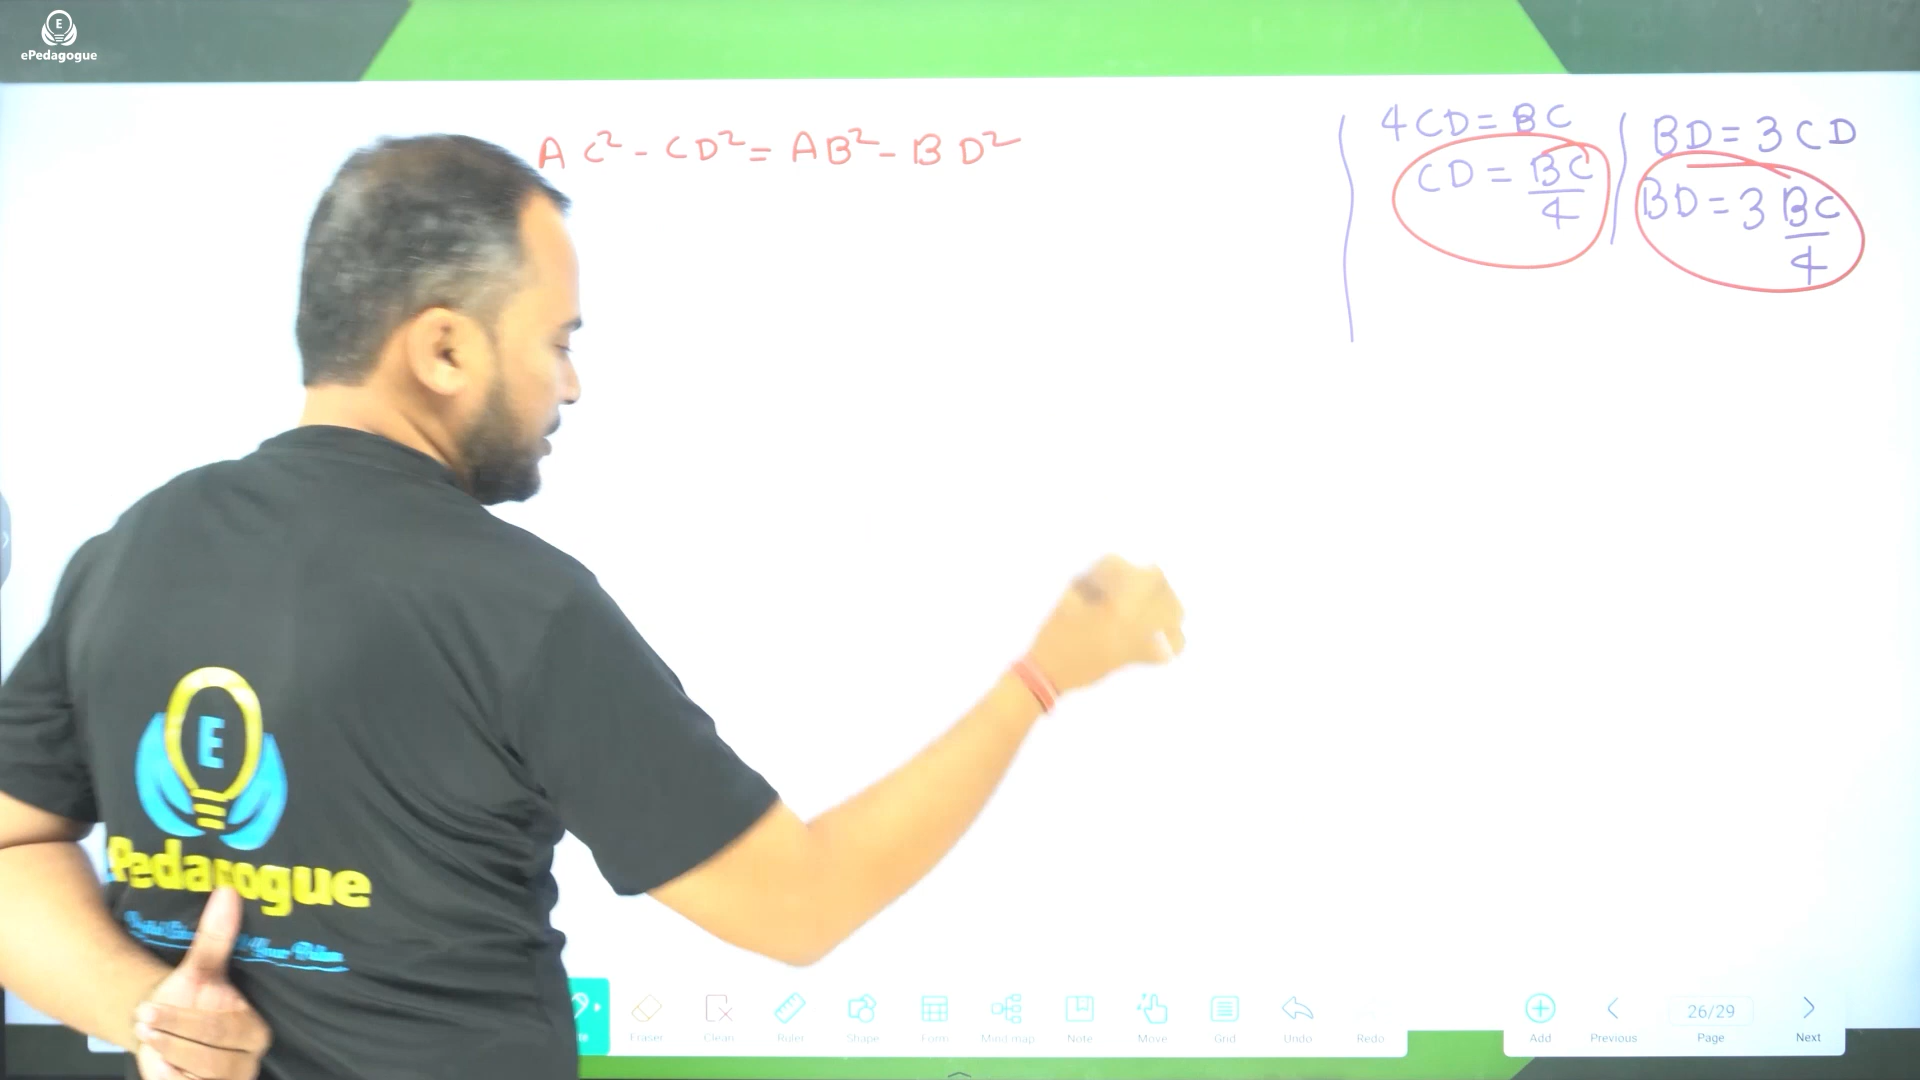 E
ePedagogue
AC² - CD² = AB² - BD²
4CD = BC
CD = BC/4
BD = 3CD
BD = 3 BC/4
E
Pedagogue
Eraser
Clean
Ruler
Shape
Form
Mind map
Note
Move
Grid
Undo
Redo
Add
Previous
26/29
Page
Next